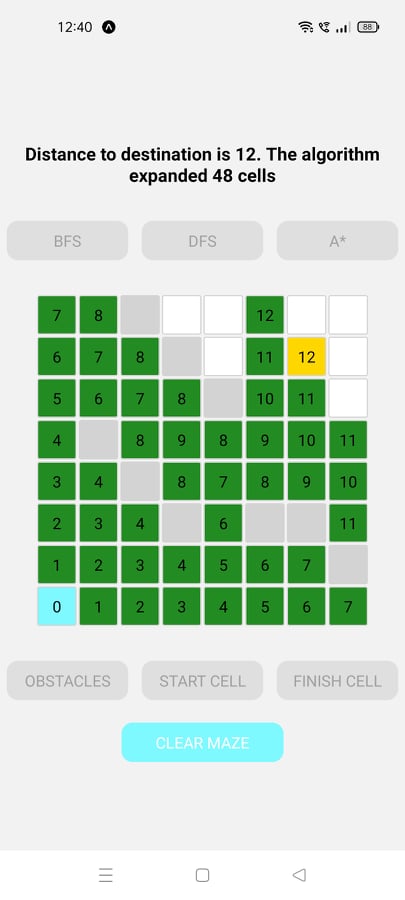 12:40
88
Distance to destination is 12. The algorithm
expanded 48 cells
BFS DFS A*
7 8 12
6 7 8 11 12
5 6 7 8 10 11
4 8 9 8 9 10 11
3 4 8 7 8 9 10
2 3 4 6 11
1 2 3 4 5 6 7
0 1 2 3 4 5 6 7
OBSTACLES START CELL FINISH CELL
CLEAR MAZE